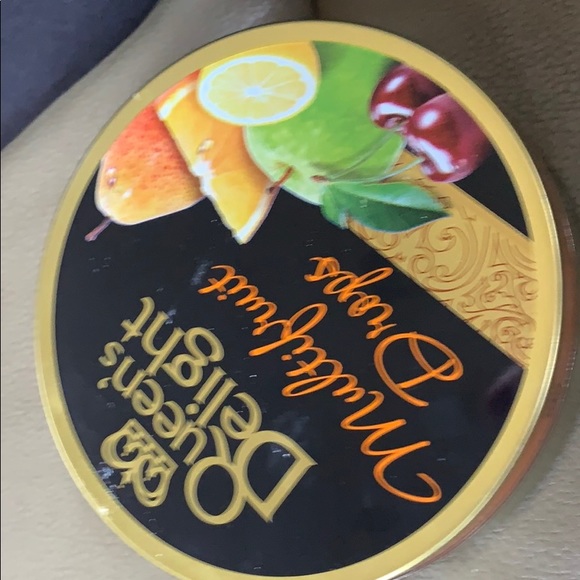 Queen's
Delight
Multifruit
Drops